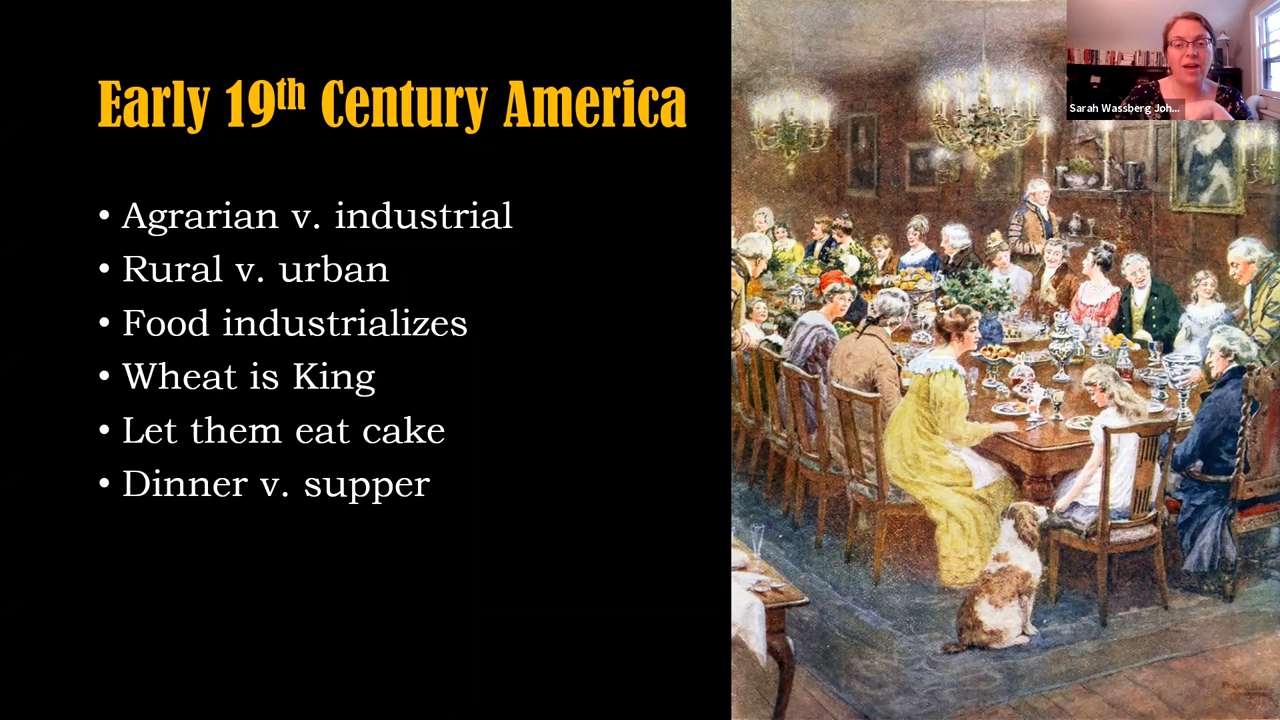 Early 19th Century America
• Agrarian v. industrial
• Rural v. urban
• Food industrializes
• Wheat is King
• Let them eat cake
• Dinner v. supper
Sarah Wassberg Joh...